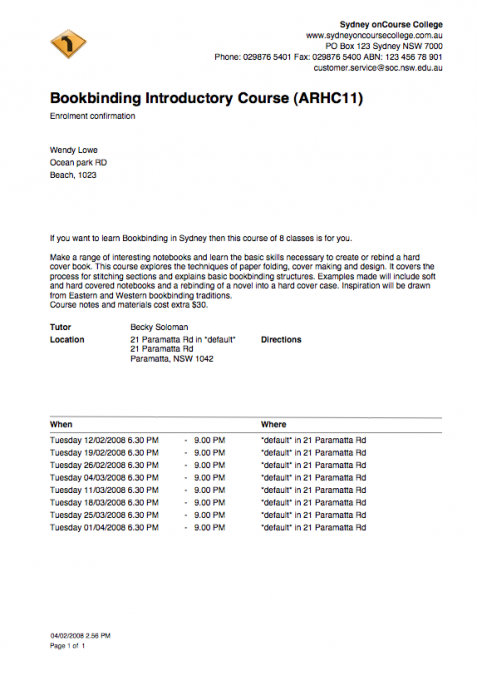 Sydney onCourse College
www.sydneyoncoursecollege.com.au
PO Box 123 Sydney NSW 7000
Phone: 029876 5401 Fax: 029876 5400 ABN: 123 456 78 901
customer.service@soc.nsw.edu.au
Bookbinding Introductory Course (ARHC11)
Enrolment confirmation
Wendy Lowe
Ocean park RD
Beach, 1023
If you want to learn Bookbinding in Sydney then this course of 8 classes is for you.
Make a range of interesting notebooks and learn the basic skills necessary to create or rebind a hard
cover book. This course explores the techniques of paper folding, cover making and design. It covers the
process for stitching sections and explains basic bookbinding structures. Examples made will include soft
and hard covered notebooks and a rebinding of a novel into a hard cover case. Inspiration will be drawn
from Eastern and Western bookbinding traditions.
Course notes and materials cost extra $30.
Tutor Becky Soloman
Location 21 Paramatta Rd in *default* Directions
21 Paramatta Rd
Paramatta, NSW 1042
When Where
Tuesday 12/02/2008 6.30 PM - 9.00 PM *default* in 21 Paramatta Rd
Tuesday 19/02/2008 6.30 PM - 9.00 PM *default* in 21 Paramatta Rd
Tuesday 26/02/2008 6.30 PM - 9.00 PM *default* in 21 Paramatta Rd
Tuesday 04/03/2008 6.30 PM - 9.00 PM *default* in 21 Paramatta Rd
Tuesday 11/03/2008 6.30 PM - 9.00 PM *default* in 21 Paramatta Rd
Tuesday 18/03/2008 6.30 PM - 9.00 PM *default* in 21 Paramatta Rd
Tuesday 25/03/2008 6.30 PM - 9.00 PM *default* in 21 Paramatta Rd
Tuesday 01/04/2008 6.30 PM - 9.00 PM *default* in 21 Paramatta Rd
04/02/2008 2.56 PM
Page 1 of 1